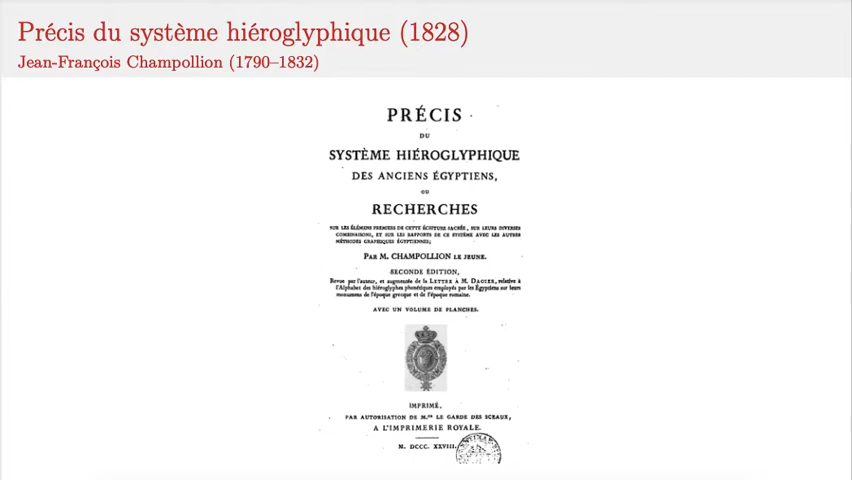 Précis du système hiéroglyphique (1828)
Jean-François Champollion (1790–1832)
PRÉCIS
DU
SYSTÈME HIÉROGLYPHIQUE
DES ANCIENS ÉGYPTIENS,
OU
RECHERCHES
SUR LES ÉLÉMENS PREMIERS DE CETTE ÉCRITURE SACRÉE, SUR LEURS DIVERSES
COMBINAISONS, ET SUR LES RAPPORTS DE CE SYSTÈME AVEC LES AUTRES
MÉTHODES GRAPHIQUES ÉGYPTIENNES;
PAR M. CHAMPOLLION LE JEUNE.
SECONDE ÉDITION,
Revue par l'auteur, et augmentée de la LETTRE À M. DACIER, relative à
l'Alphabet des hiéroglyphes phonétiques employés par les Égyptiens sur leurs
monumens de l'époque grecque et de l'époque romaine.
AVEC UN VOLUME DE PLANCHES.
IMPRIMÉ,
PAR AUTORISATION DE M.GR LE GARDE DES SCEAUX,
A L'IMPRIMERIE ROYALE.
M. DCCC. XXVIII.